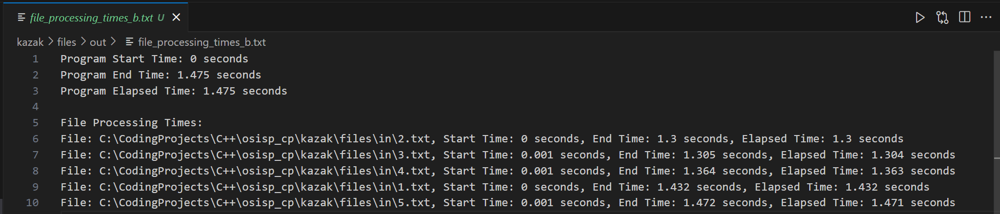 file_processing_times_b.txt U
kazak > files > out > file_processing_times_b.txt
1 Program Start Time: 0 seconds
2 Program End Time: 1.475 seconds
3 Program Elapsed Time: 1.475 seconds
4
5 File Processing Times:
6 File: C:\CodingProjects\C++\osisp_cp\kazak\files\in\2.txt, Start Time: 0 seconds, End Time: 1.3 seconds, Elapsed Time: 1.3 seconds
7 File: C:\CodingProjects\C++\osisp_cp\kazak\files\in\3.txt, Start Time: 0.001 seconds, End Time: 1.305 seconds, Elapsed Time: 1.304 seconds
8 File: C:\CodingProjects\C++\osisp_cp\kazak\files\in\4.txt, Start Time: 0.001 seconds, End Time: 1.364 seconds, Elapsed Time: 1.363 seconds
9 File: C:\CodingProjects\C++\osisp_cp\kazak\files\in\1.txt, Start Time: 0 seconds, End Time: 1.432 seconds, Elapsed Time: 1.432 seconds
10 File: C:\CodingProjects\C++\osisp_cp\kazak\files\in\5.txt, Start Time: 0.001 seconds, End Time: 1.472 seconds, Elapsed Time: 1.471 seconds